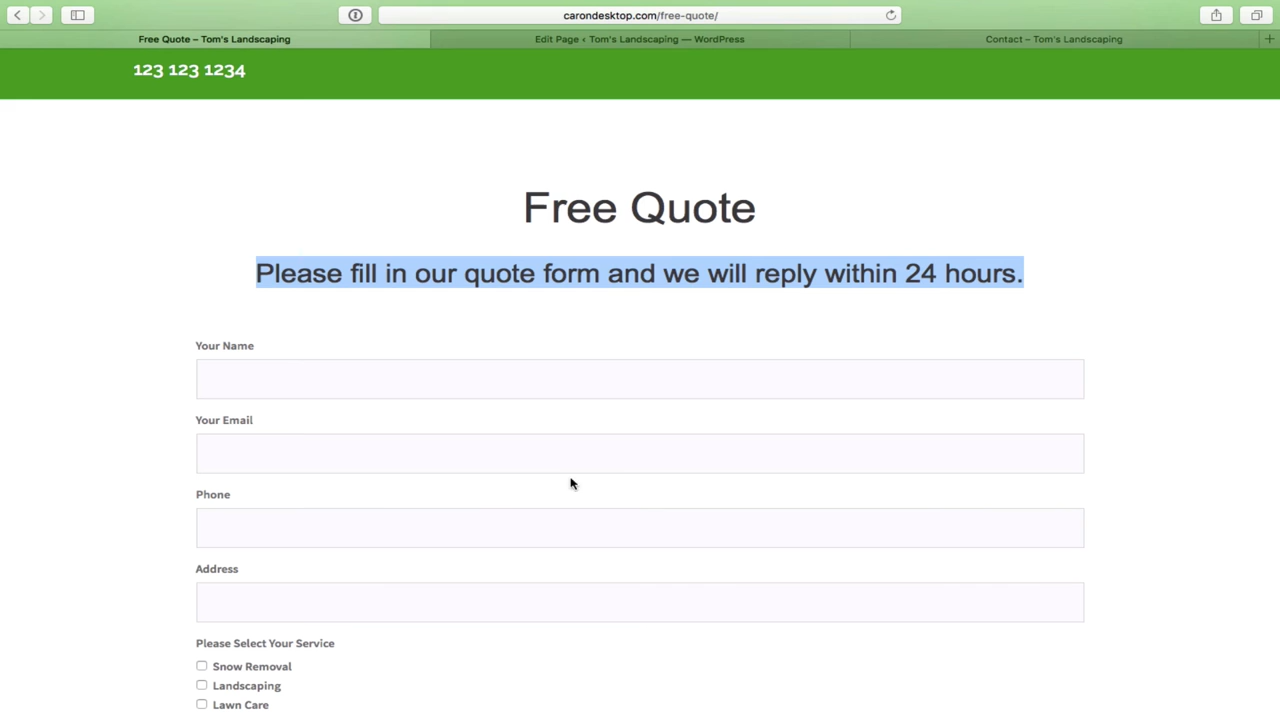 carondesktop.com/free-quote/
Free Quote – Tom's Landscaping
Edit Page ‹ Tom's Landscaping — WordPress
Contact – Tom's Landscaping
123 123 1234
Free Quote
Please fill in our quote form and we will reply within 24 hours.
Your Name
Your Email
Phone
Address
Please Select Your Service
Snow Removal
Landscaping
Lawn Care